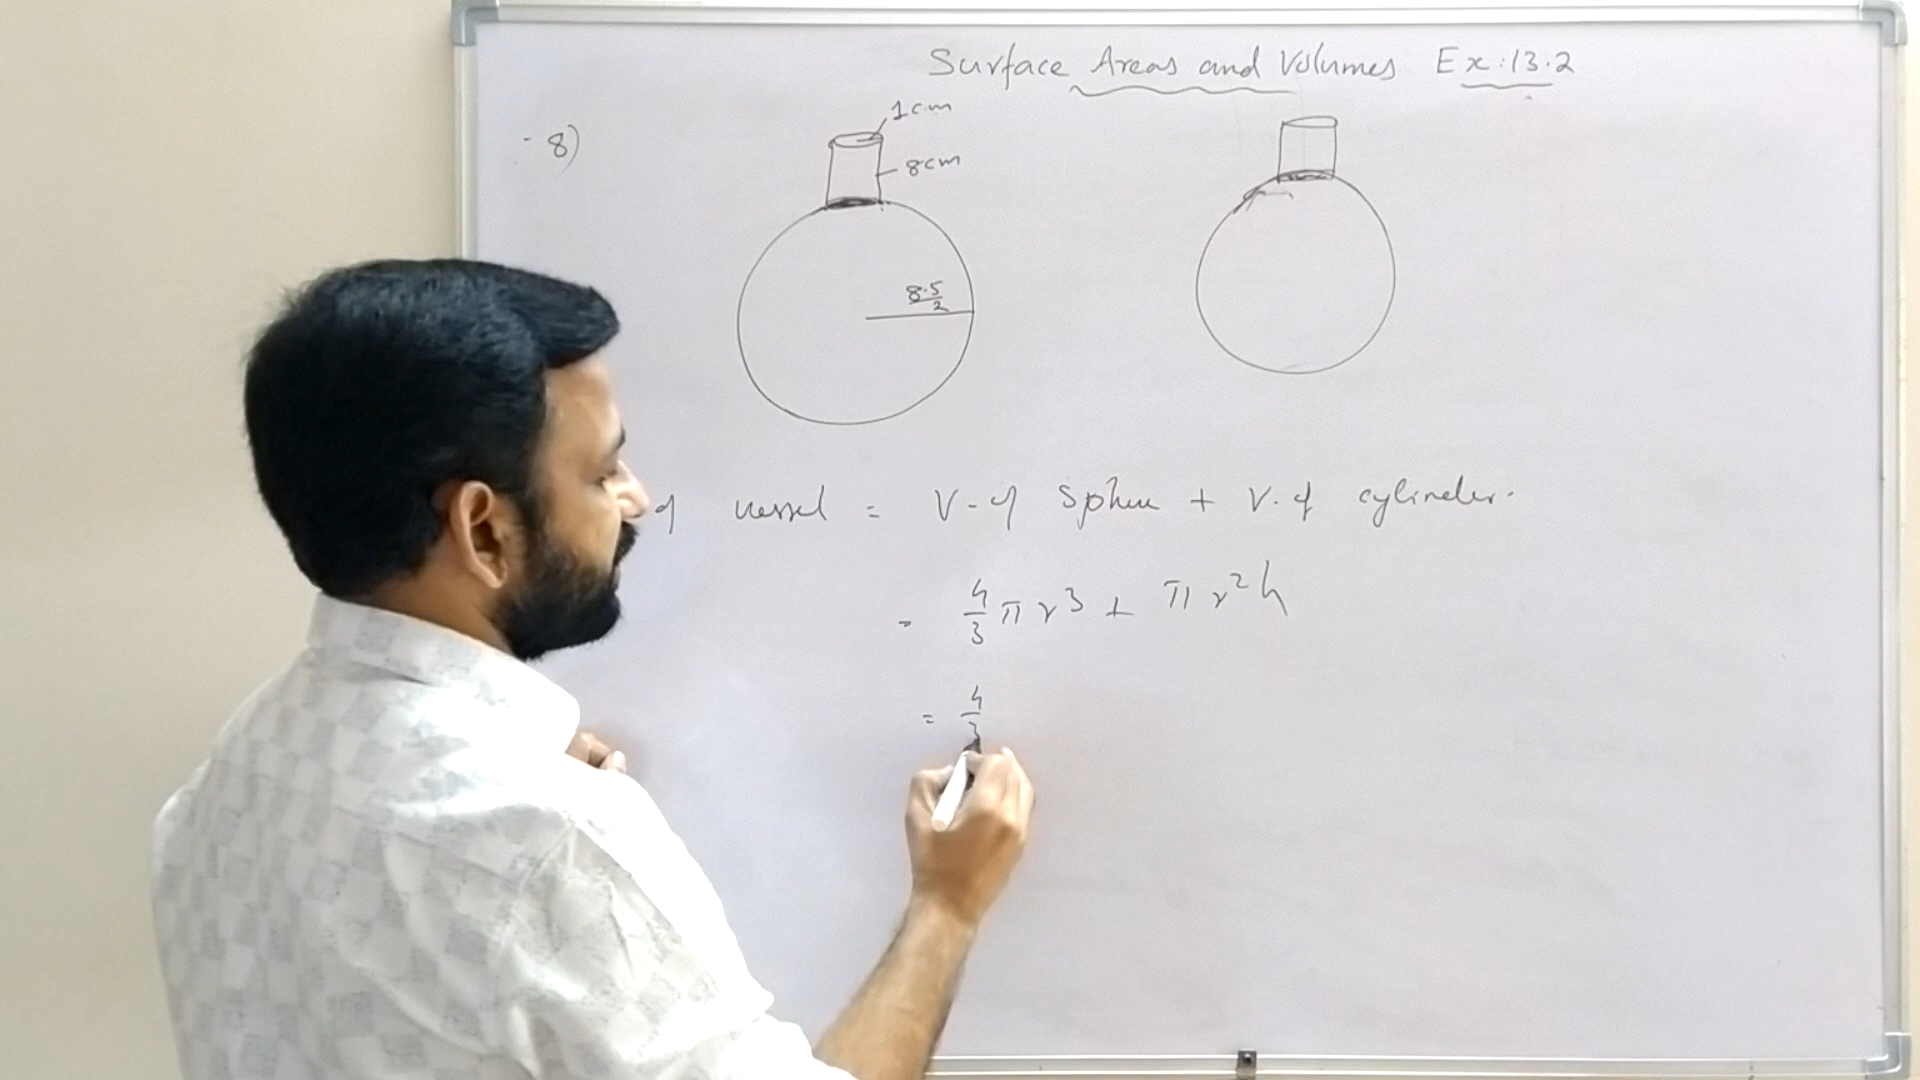 Surface Areas and Volumes Ex:13.2
8)
1cm
8cm
8.5/2
of vessel = V. of Sphere + V. of cylinder.
= 4/3 π r³ + π r² h
= 4/3